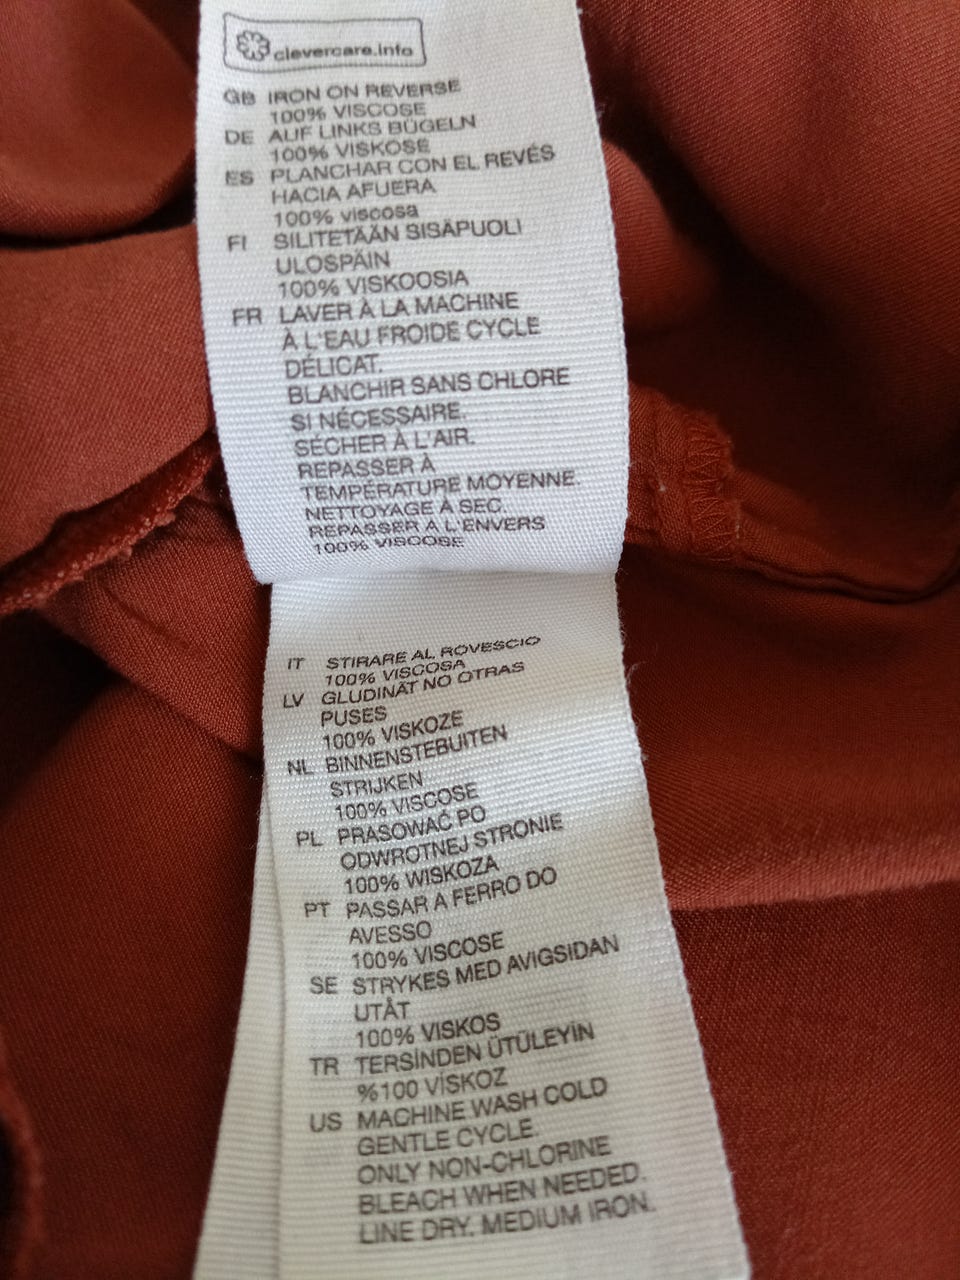 clevercare.info
GB IRON ON REVERSE
100% VISCOSE
DE AUF LINKS BÜGELN
100% VISKOSE
ES PLANCHAR CON EL REVÉS
HACIA AFUERA
100% viscosa
FI SILITETÄÄN SISÄPUOLI
ULOSPÄIN
100% VISKOOSIA
FR LAVER À LA MACHINE
À L'EAU FROIDE CYCLE
DÉLICAT.
BLANCHIR SANS CHLORE
SI NÉCESSAIRE.
SÉCHER À L'AIR.
REPASSER À
TEMPÉRATURE MOYENNE.
NETTOYAGE À SEC.
REPASSER A L'ENVERS
100% VISCOSE
IT STIRARE AL ROVESCIO
100% VISCOSA
LV GLUDINĀT NO OTRAS
PUSES
100% VISKOZE
NL BINNENSTEBUITEN
STRIJKEN
100% VISCOSE
PL PRASOWAĆ PO
ODWROTNEJ STRONIE
100% WISKOZA
PT PASSAR A FERRO DO
AVESSO
100% VISCOSE
SE STRYKES MED AVIGSIDAN
UTÅT
100% VISKOS
TR TERSİNDEN ÜTÜLEYİN
%100 VİSKOZ
US MACHINE WASH COLD
GENTLE CYCLE.
ONLY NON-CHLORINE
BLEACH WHEN NEEDED.
LINE DRY. MEDIUM IRON.